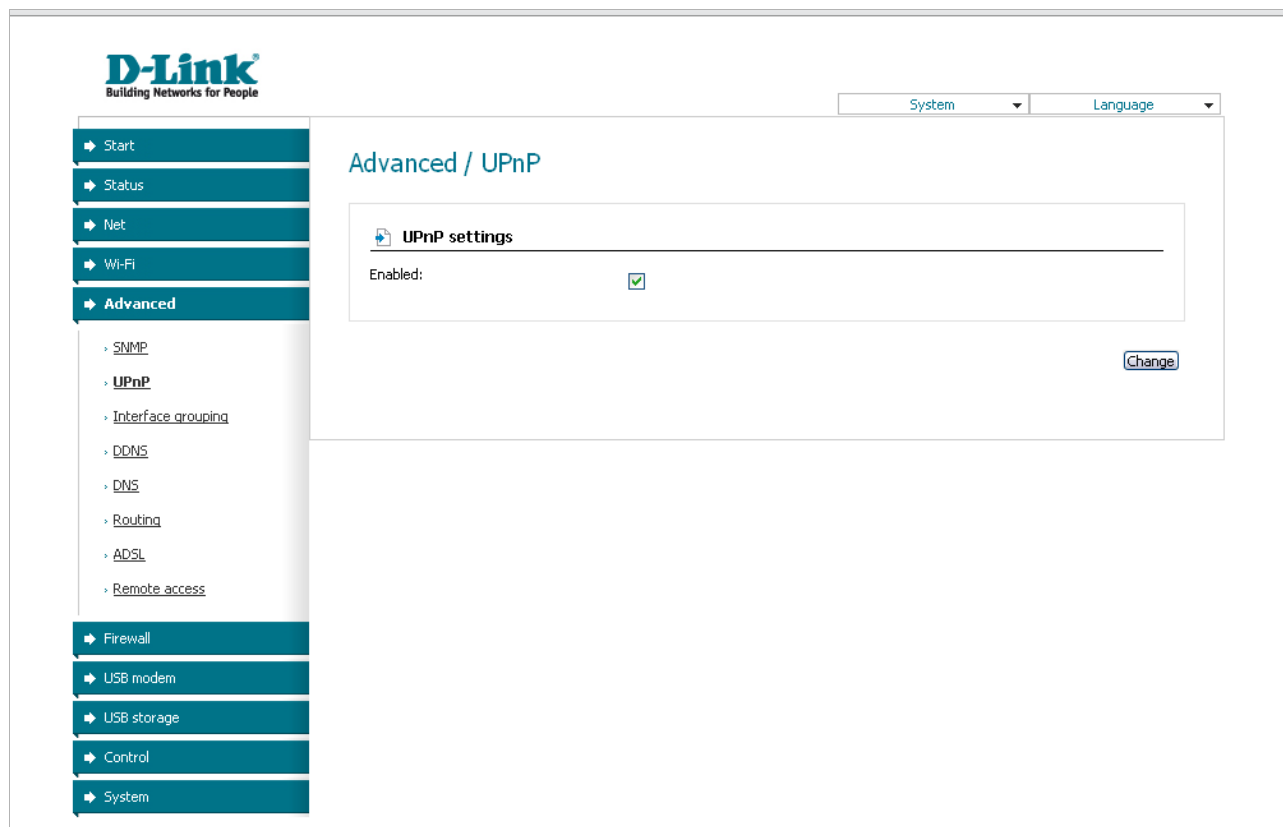 D-Link
Building Networks for People
System
Language
Start
Status
Net
Wi-Fi
Advanced
SNMP
UPnP
Interface grouping
DDNS
DNS
Routing
ADSL
Remote access
Firewall
USB modem
USB storage
Control
System
Advanced / UPnP
UPnP settings
Enabled:
Change